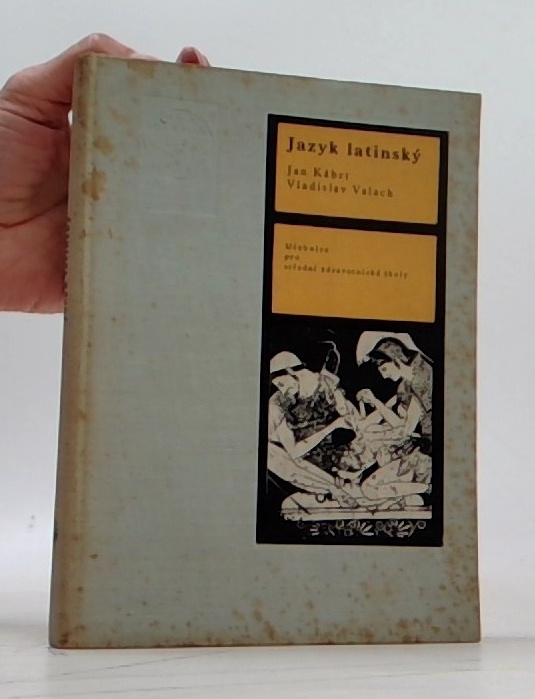 Jazyk latinský
Jan Kábrt
Vladislav Valach
Učebnice
pro
střední zdravotnické školy